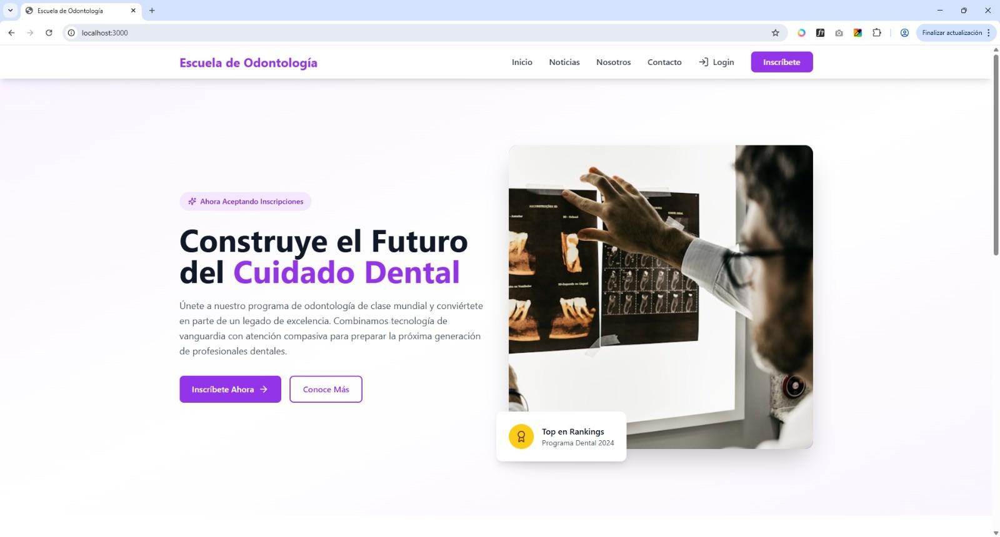 Escuela de Odontología
localhost:3000
Finalizar actualización
Escuela de Odontología
Inicio
Noticias
Nosotros
Contacto
Login
Inscríbete
Ahora Aceptando Inscripciones
Construye el Futuro
del Cuidado Dental
Únete a nuestro programa de odontología de clase mundial y conviértete
en parte de un legado de excelencia. Combinamos tecnología de
vanguardia con atención compasiva para preparar la próxima generación
de profesionales dentales.
Inscríbete Ahora
Conoce Más
Top en Rankings
Programa Dental 2024